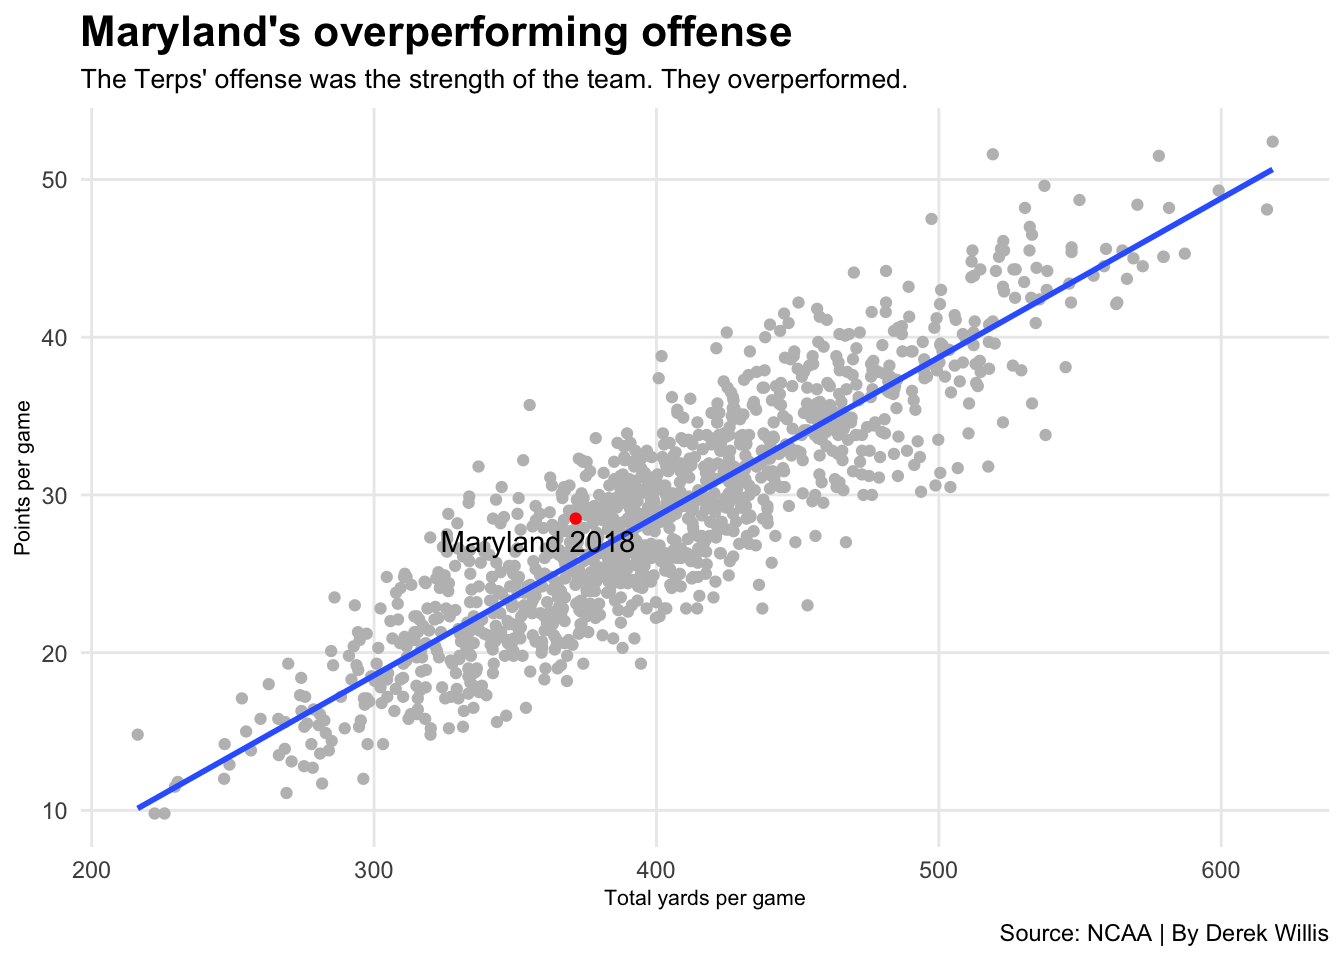 Maryland's overperforming offense
The Terps' offense was the strength of the team. They overperformed.
50
40
30
20
10
Points per game
Maryland 2018
200 300 400 500 600
Total yards per game
Source: NCAA | By Derek Willis